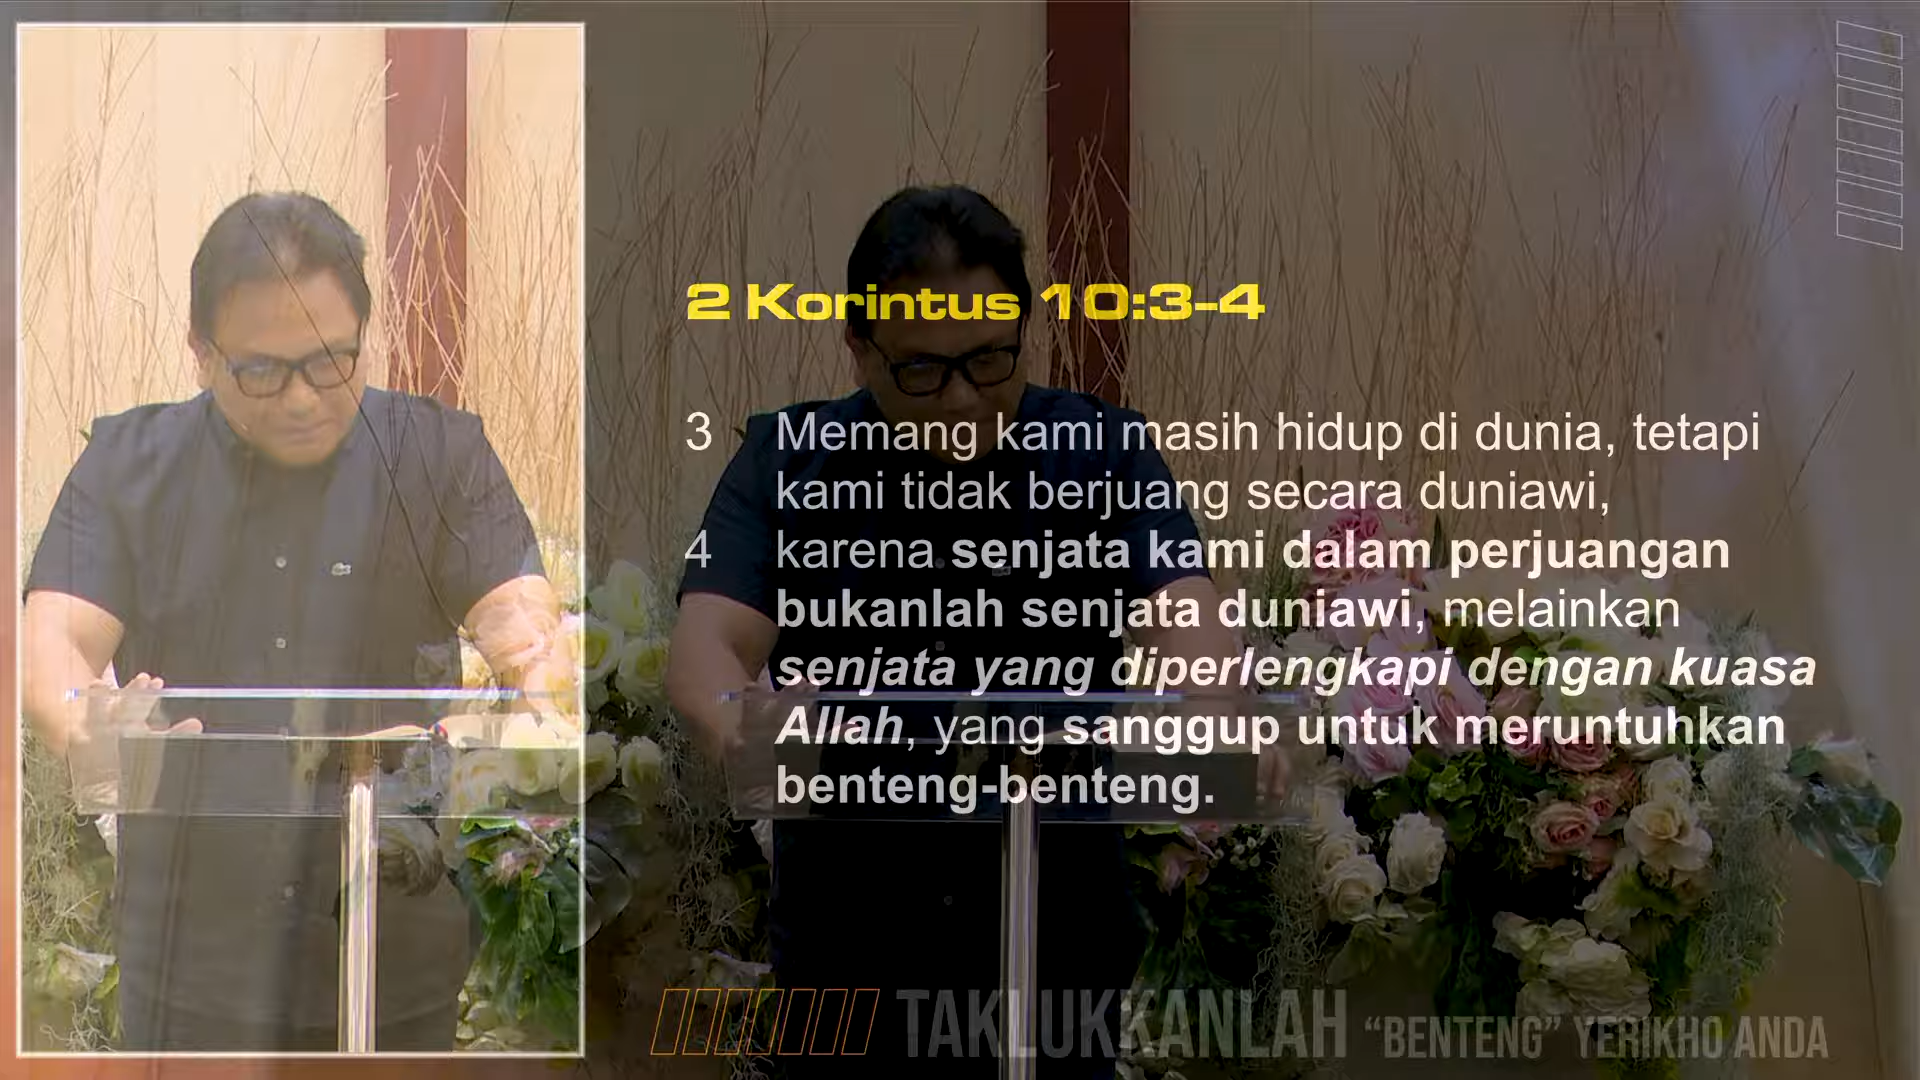 2 Korintus 10:3-4
3 Memang kami masih hidup di dunia, tetapi
kami tidak berjuang secara duniawi,
4 karena senjata kami dalam perjuangan
bukanlah senjata duniawi, melainkan
senjata yang diperlengkapi dengan kuasa
Allah, yang sanggup untuk meruntuhkan
benteng-benteng.
TAKLUKKANLAH “BENTENG” YERIKHO ANDA